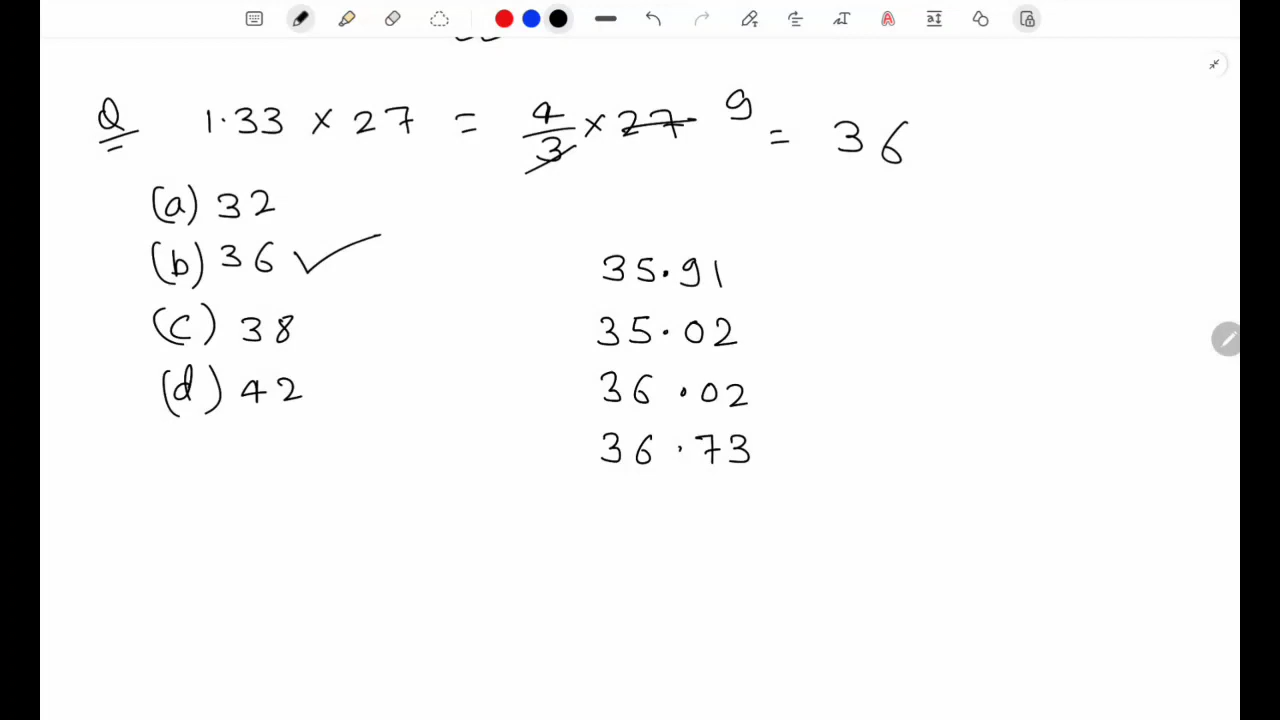 Q 1.33 × 27 = 4/3 × 27 9 = 36
(a) 32
(b) 36 ✓
(c) 38
(d) 42
35.91
35.02
36.02
36.73